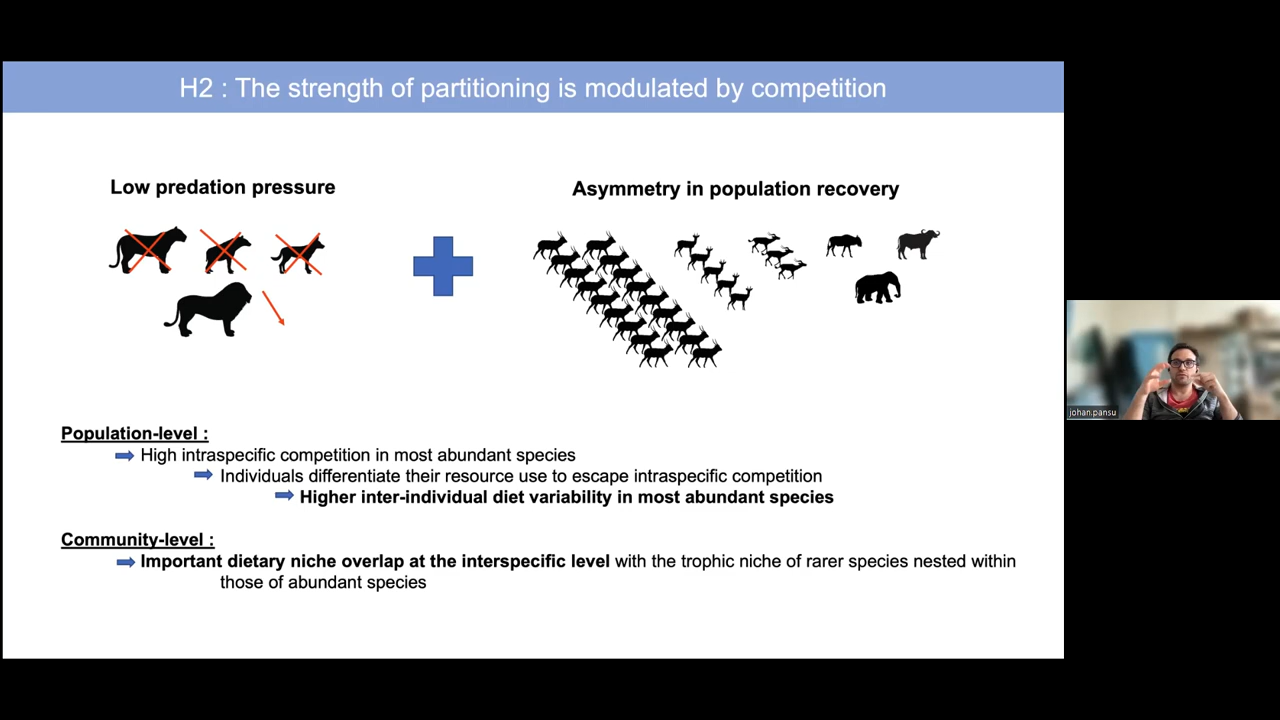 H2 : The strength of partitioning is modulated by competition
Low predation pressure
Asymmetry in population recovery
Population-level :
High intraspecific competition in most abundant species
Individuals differentiate their resource use to escape intraspecific competition
Higher inter-individual diet variability in most abundant species
Community-level :
Important dietary niche overlap at the interspecific level with the trophic niche of rarer species nested within
those of abundant species
johan.pansu